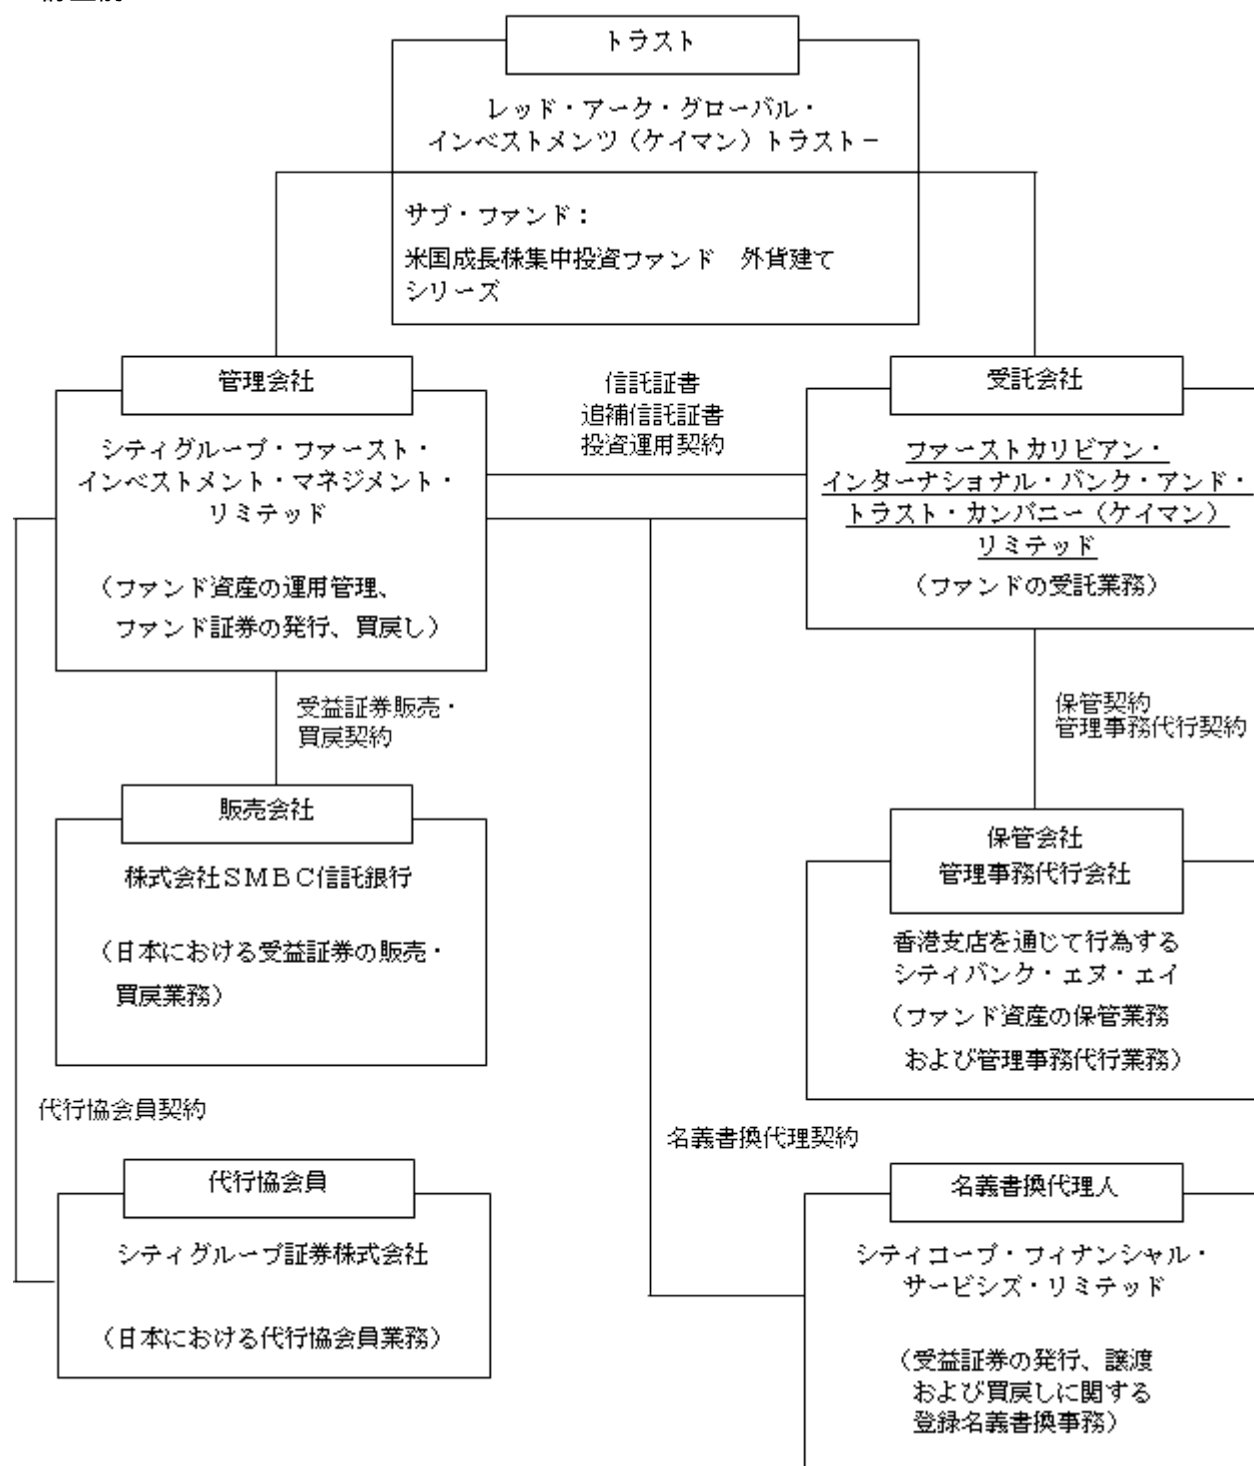 トラスト
レッド・アーク・グローバル・
インベストメンツ（ケイマン）トラスト－
サブ・ファンド：
米国成長株集中投資ファンド　外貨建て
シリーズ
管理会社
シティグループ・ファースト・
インベストメント・マネジメント・
リミテッド
（ファンド資産の運用管理、
ファンド証券の発行、買戻し）
信託証書
追補信託証書
投資運用契約
受託会社
ファーストカリビアン・
インターナショナル・バンク・アンド・
トラスト・カンパニー（ケイマン）
リミテッド
（ファンドの受託業務）
受益証券販売・
買戻契約
保管契約
管理事務代行契約
販売会社
株式会社ＳＭＢＣ信託銀行
（日本における受益証券の販売・
買戻業務）
保管会社
管理事務代行会社
香港支店を通じて行為する
シティバンク・エヌ・エイ
（ファンド資産の保管業務
および管理事務代行業務）
代行協会員契約
名義書換代理契約
代行協会員
シティグループ証券株式会社
（日本における代行協会員業務）
名義書換代理人
シティコープ・フィナンシャル・
サービシズ・リミテッド
（受益証券の発行、譲渡
および買戻しに関する
登録名義書換事務）